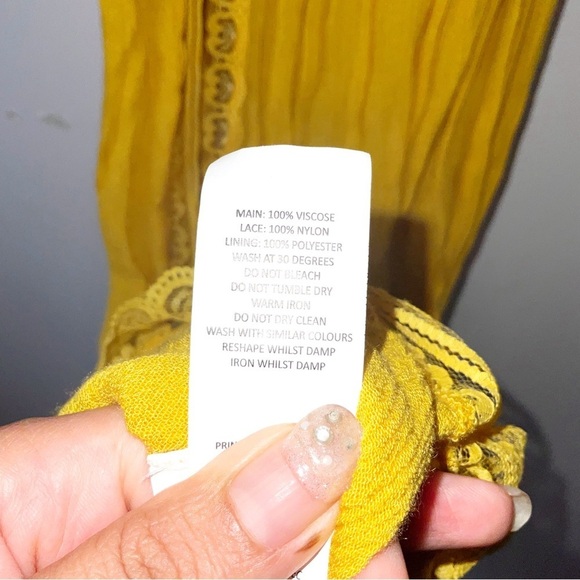 MAIN: 100% VISCOSE
LACE: 100% NYLON
LINING: 100% POLYESTER
WASH AT 30 DEGREES
DO NOT BLEACH
DO NOT TUMBLE DRY
WARM IRON
DO NOT DRY CLEAN
WASH WITH SIMILAR COLOURS
RESHAPE WHILST DAMP
IRON WHILST DAMP